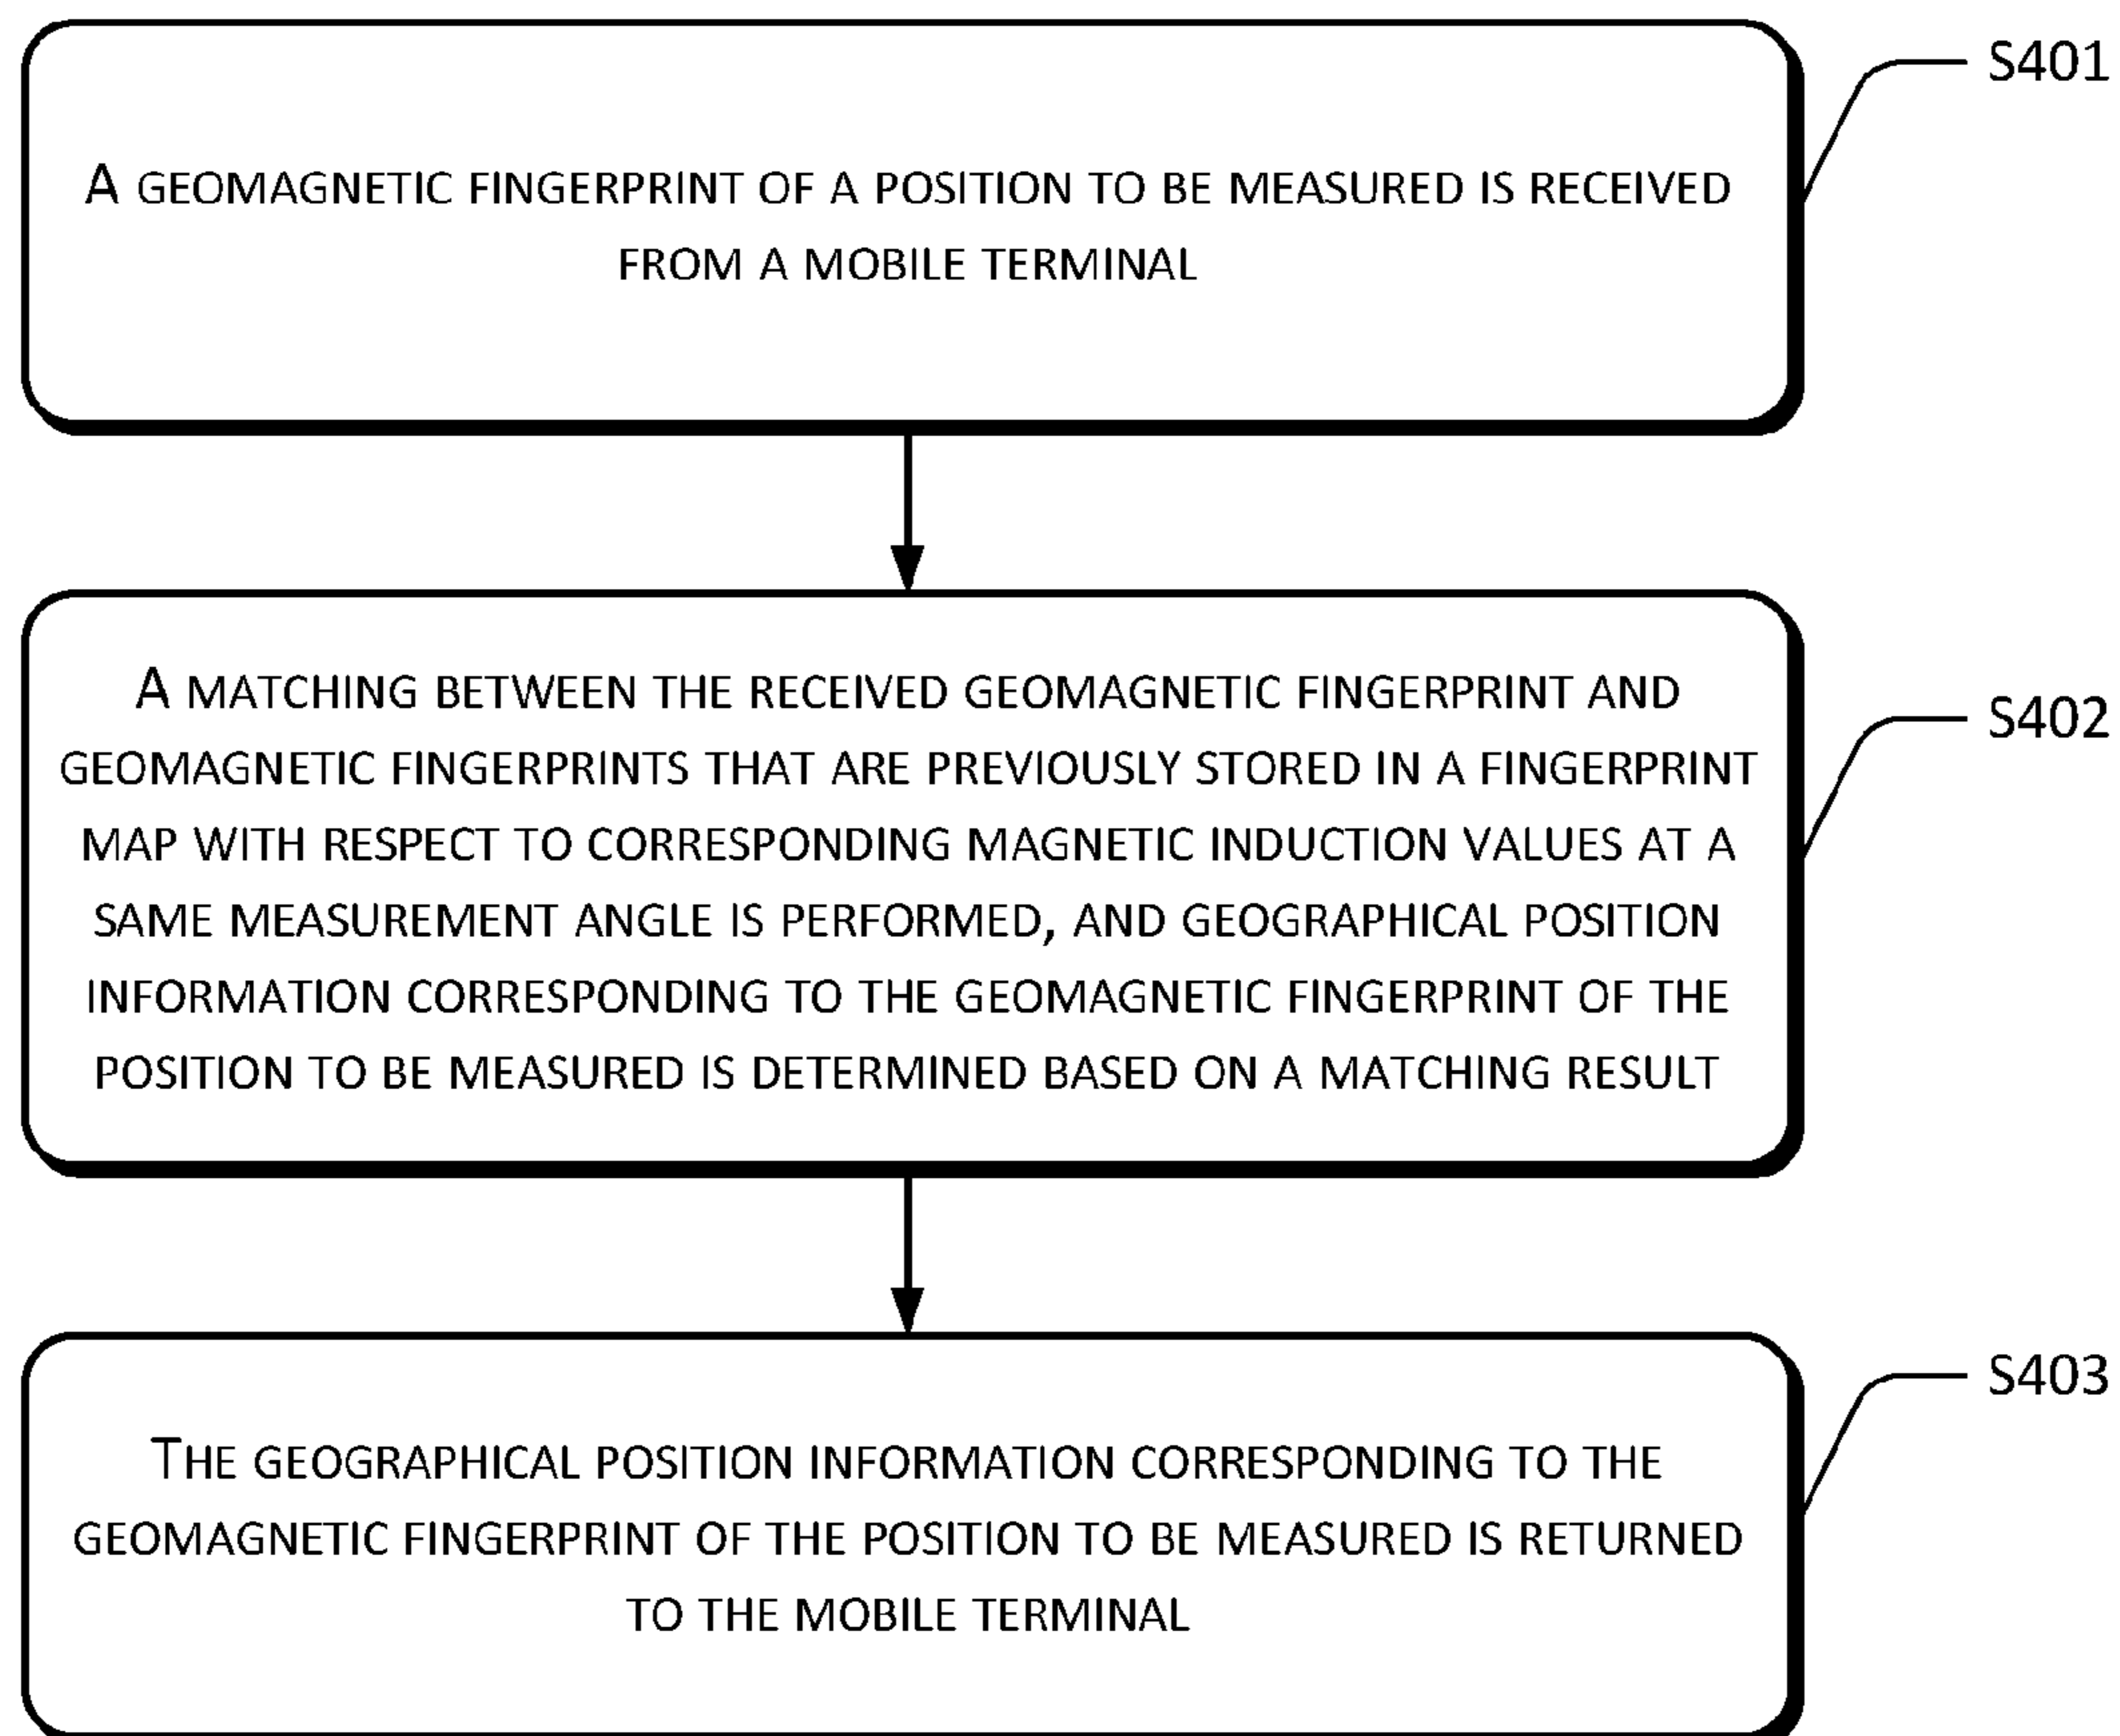 S401
A GEOMAGNETIC FINGERPRINT OF A POSITION TO BE MEASURED IS RECEIVED
FROM A MOBILE TERMINAL
S402
A MATCHING BETWEEN THE RECEIVED GEOMAGNETIC FINGERPRINT AND
GEOMAGNETIC FINGERPRINTS THAT ARE PREVIOUSLY STORED IN A FINGERPRINT
MAP WITH RESPECT TO CORRESPONDING MAGNETIC INDUCTION VALUES AT A
SAME MEASUREMENT ANGLE IS PERFORMED, AND GEOGRAPHICAL POSITION
INFORMATION CORRESPONDING TO THE GEOMAGNETIC FINGERPRINT OF THE
POSITION TO BE MEASURED IS DETERMINED BASED ON A MATCHING RESULT
S403
THE GEOGRAPHICAL POSITION INFORMATION CORRESPONDING TO THE
GEOMAGNETIC FINGERPRINT OF THE POSITION TO BE MEASURED IS RETURNED
TO THE MOBILE TERMINAL